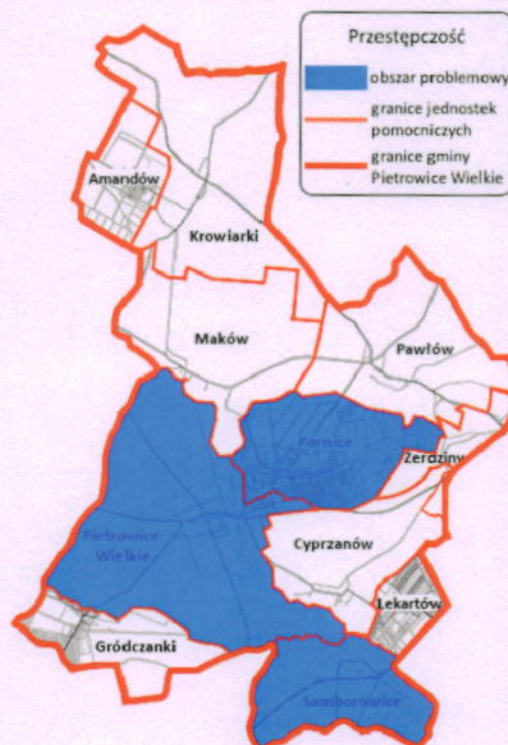 Przestępczość
obszar problemowy
granice jednostek
pomocniczych
granice gminy
Pietrowice Wielkie
Amandów
Krowiarki
Maków
Pawłów
Kornice
Żerdziny
Pietrowice
Wielkie
Cyprzanów
Lekartów
Gródczanki
Samborowice